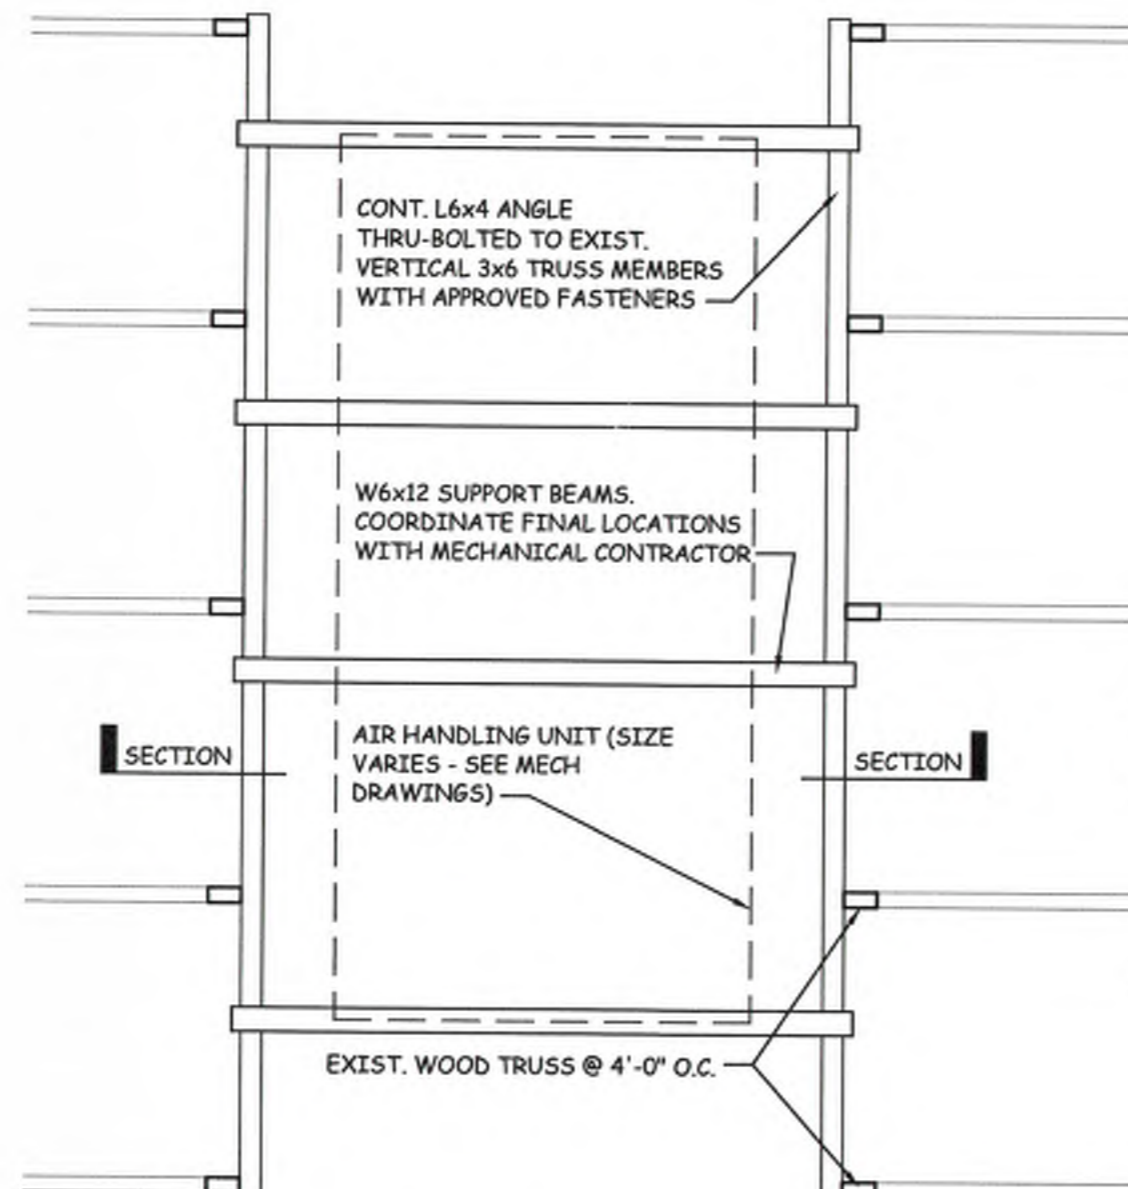 CONT. L6x4 ANGLE
THRU-BOLTED TO EXIST.
VERTICAL 3x6 TRUSS MEMBERS
WITH APPROVED FASTENERS
W6x12 SUPPORT BEAMS.
COORDINATE FINAL LOCATIONS
WITH MECHANICAL CONTRACTOR
AIR HANDLING UNIT (SIZE
VARIES - SEE MECH
DRAWINGS)
SECTION
SECTION
EXIST. WOOD TRUSS @ 4'-0" O.C.